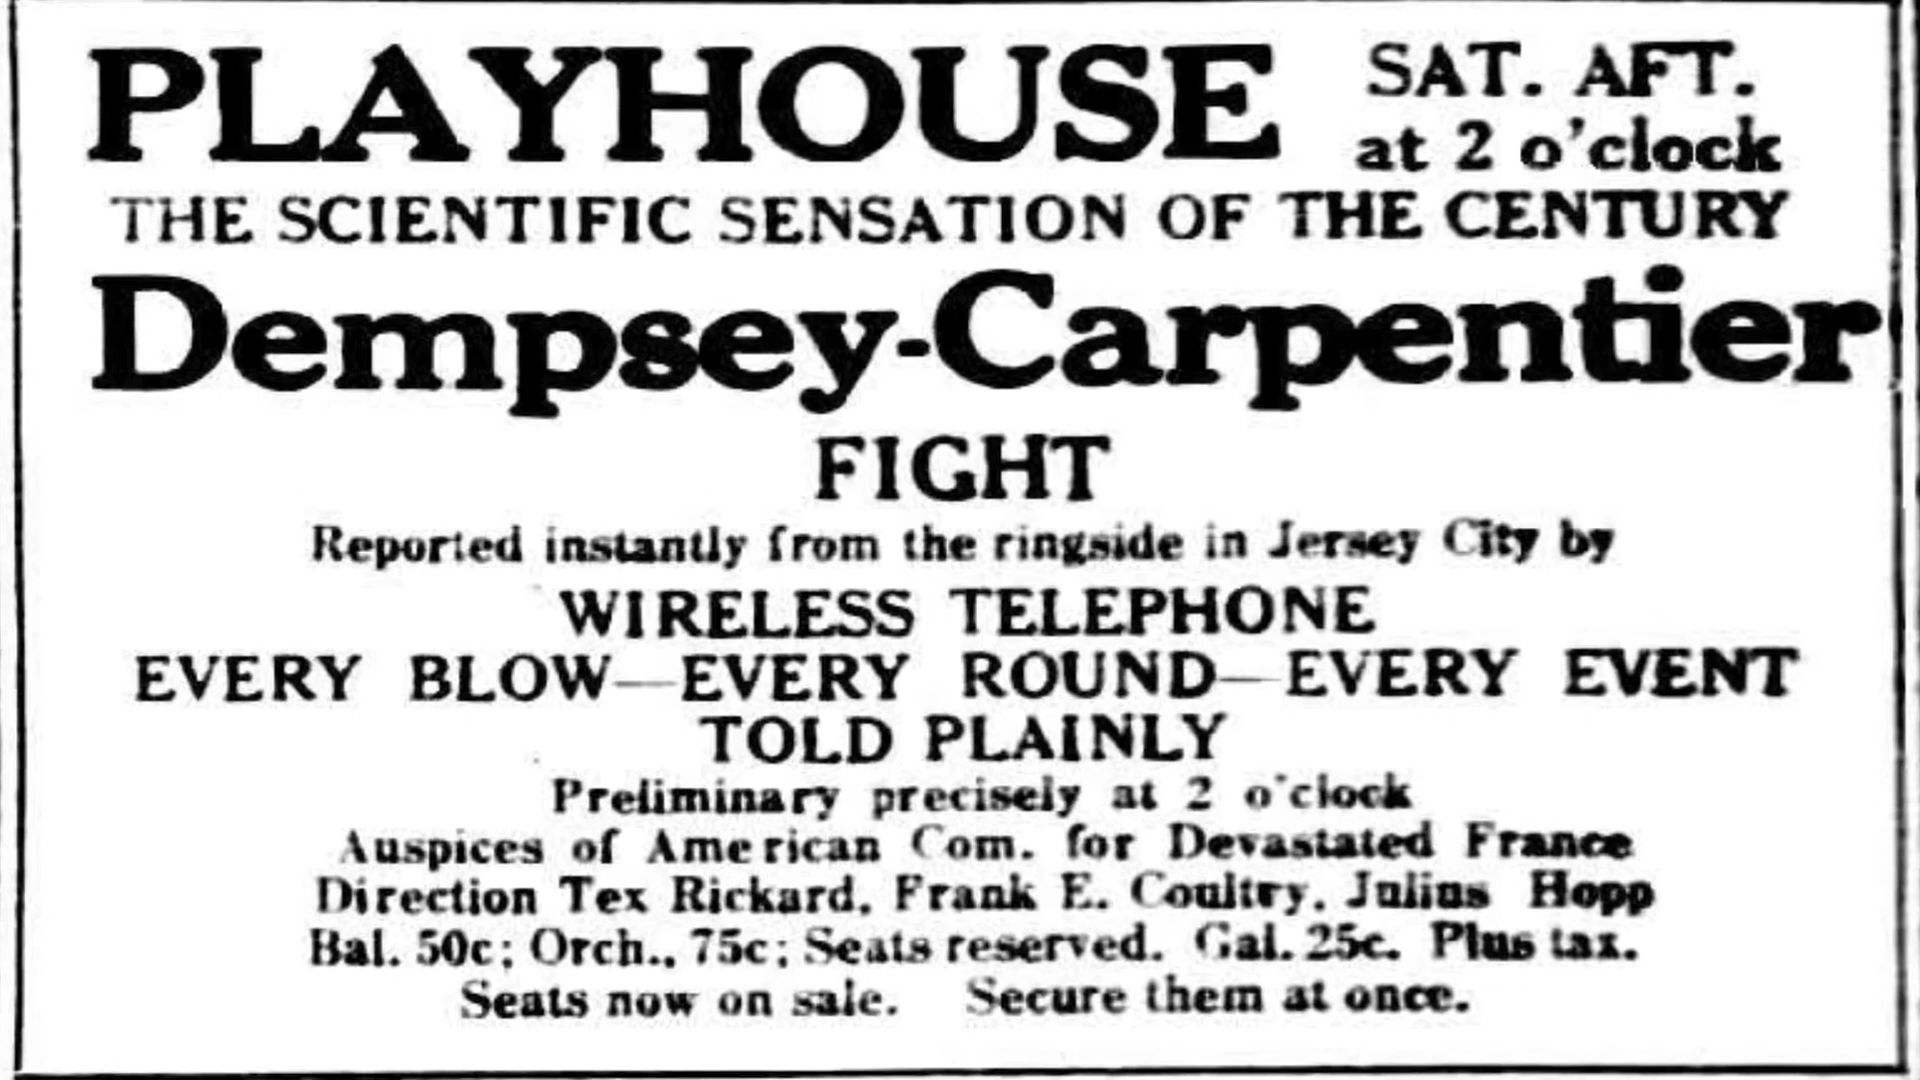 PLAYHOUSE SAT. AFT.
at 2 o'clock
THE SCIENTIFIC SENSATION OF THE CENTURY
Dempsey-Carpentier
FIGHT
Reported instantly from the ringside in Jersey City by
WIRELESS TELEPHONE
EVERY BLOW—EVERY ROUND—EVERY EVENT
TOLD PLAINLY
Preliminary precisely at 2 o'clock
Auspices of American Com. for Devastated France
Direction Tex Rickard, Frank E. Coultry, Julius Hopp
Bal. 50c; Orch., 75c; Seats reserved. Gal. 25c. Plus tax.
Seats now on sale. Secure them at once.